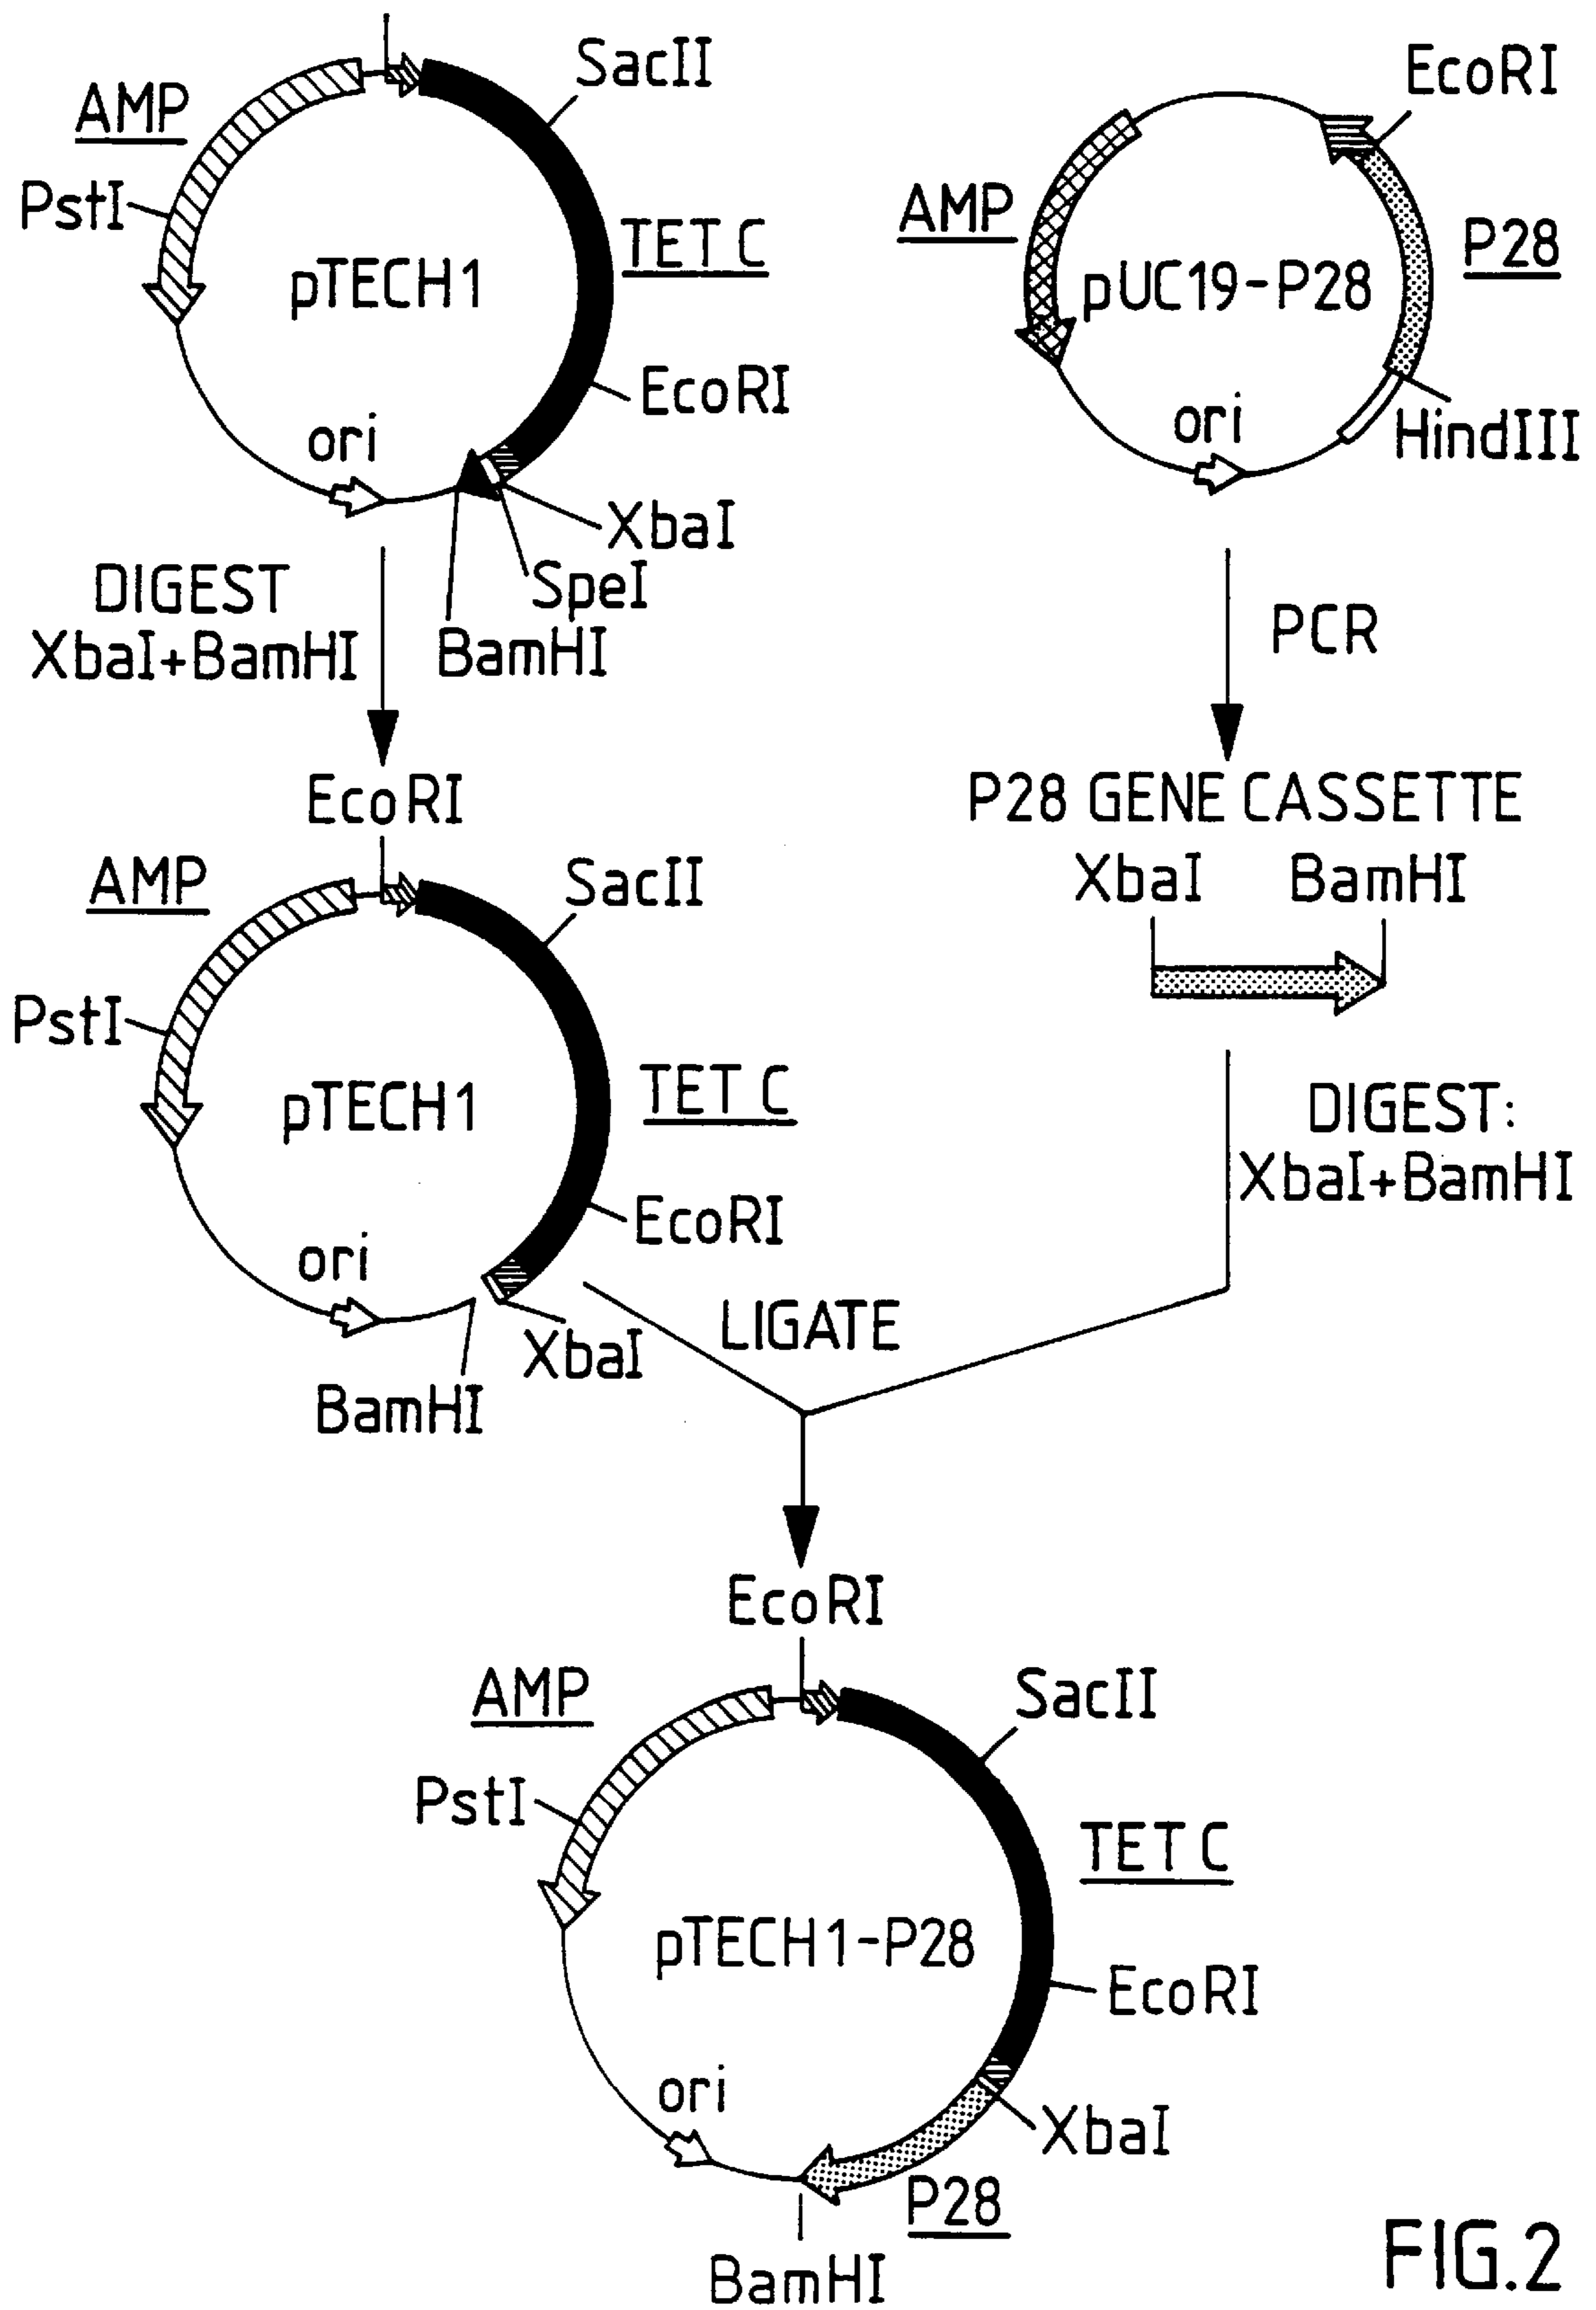 SacII
AMP
PstI
TET C
pTECH1
EcoRI
ori
XbaI
SpeI
BamHI
EcoRI
AMP
P28
pUC19-P28
ori
HindIII
DIGEST
XbaI+BamHI
PCR
P28 GENE CASSETTE
XbaI BamHI
DIGEST:
XbaI+BamHI
EcoRI
AMP
SacII
PstI
TET C
pTECH1
EcoRI
ori
XbaI
BamHI
LIGATE
EcoRI
AMP
SacII
PstI
TET C
pTECH1-P28
EcoRI
ori
XbaI
P28
BamHI
FIG.2